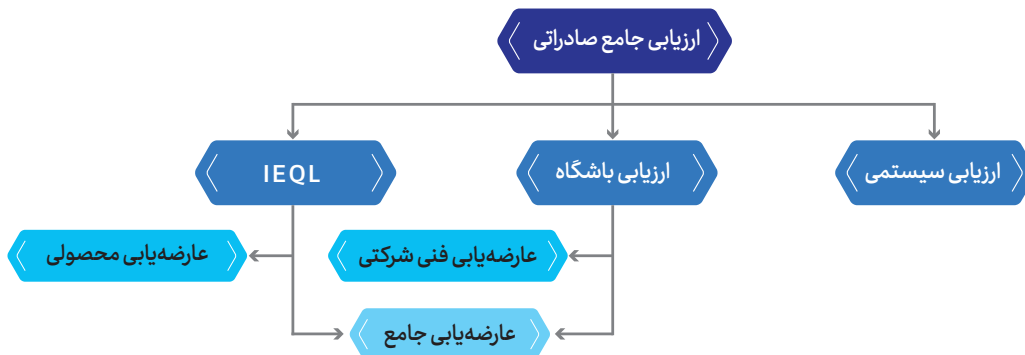 ارزیابی جامع صادراتی
ارزیابی سیستمی
ارزیابی باشگاه
IEQL
عارضه‌یابی فنی شرکتی
عارضه‌یابی محصولی
عارضه‌یابی جامع